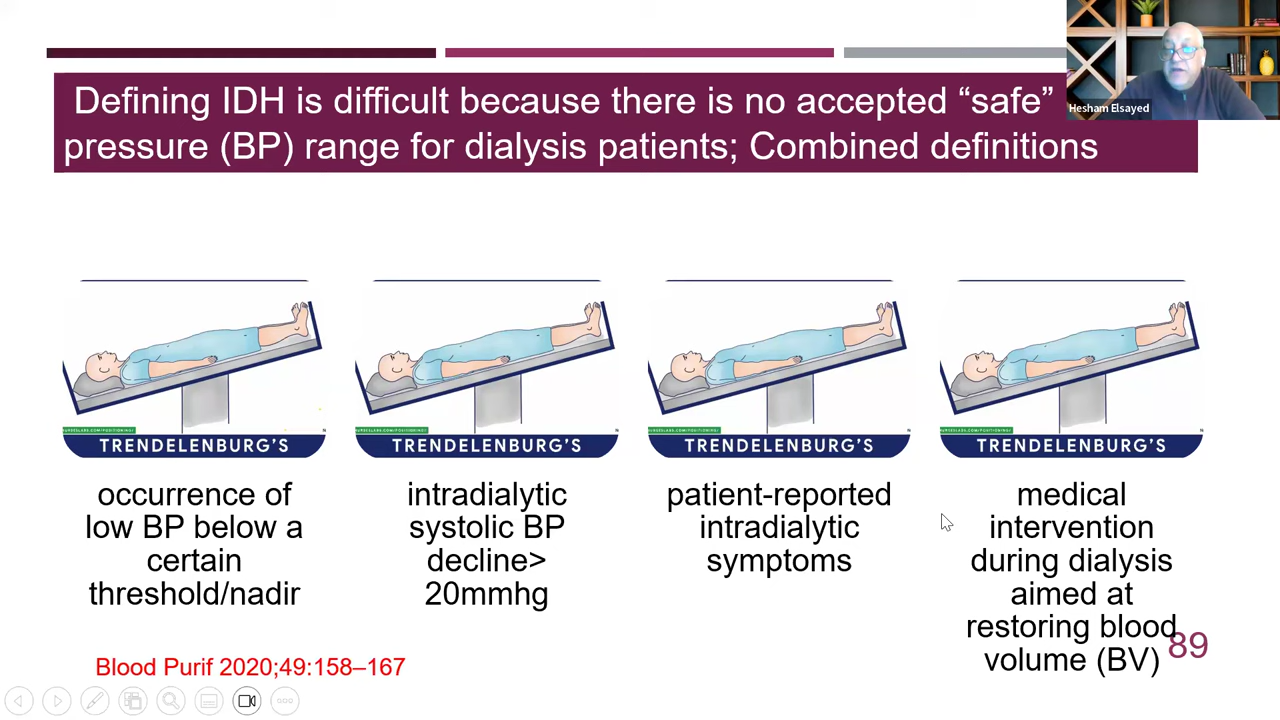 Defining IDH is difficult because there is no accepted “safe”
pressure (BP) range for dialysis patients; Combined definitions
Hesham Elsayed
TRENDELENBURG’S
TRENDELENBURG’S
TRENDELENBURG’S
TRENDELENBURG’S
occurrence of
low BP below a
certain
threshold/nadir
intradialytic
systolic BP
decline>
20mmhg
patient-reported
intradialytic
symptoms
medical
intervention
during dialysis
aimed at
restoring blood
volume (BV)
89
Blood Purif 2020;49:158–167